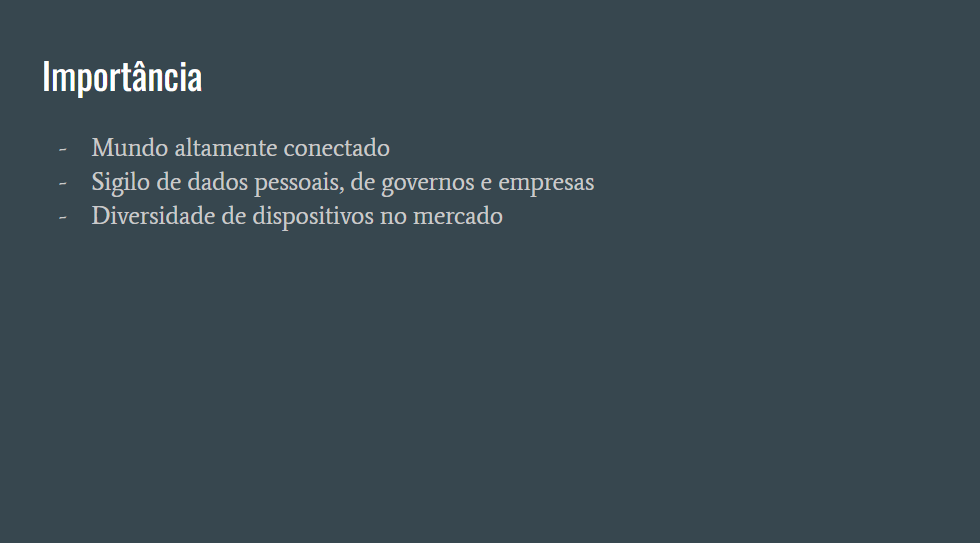 Importância
- Mundo altamente conectado
- Sigilo de dados pessoais, de governos e empresas
- Diversidade de dispositivos no mercado